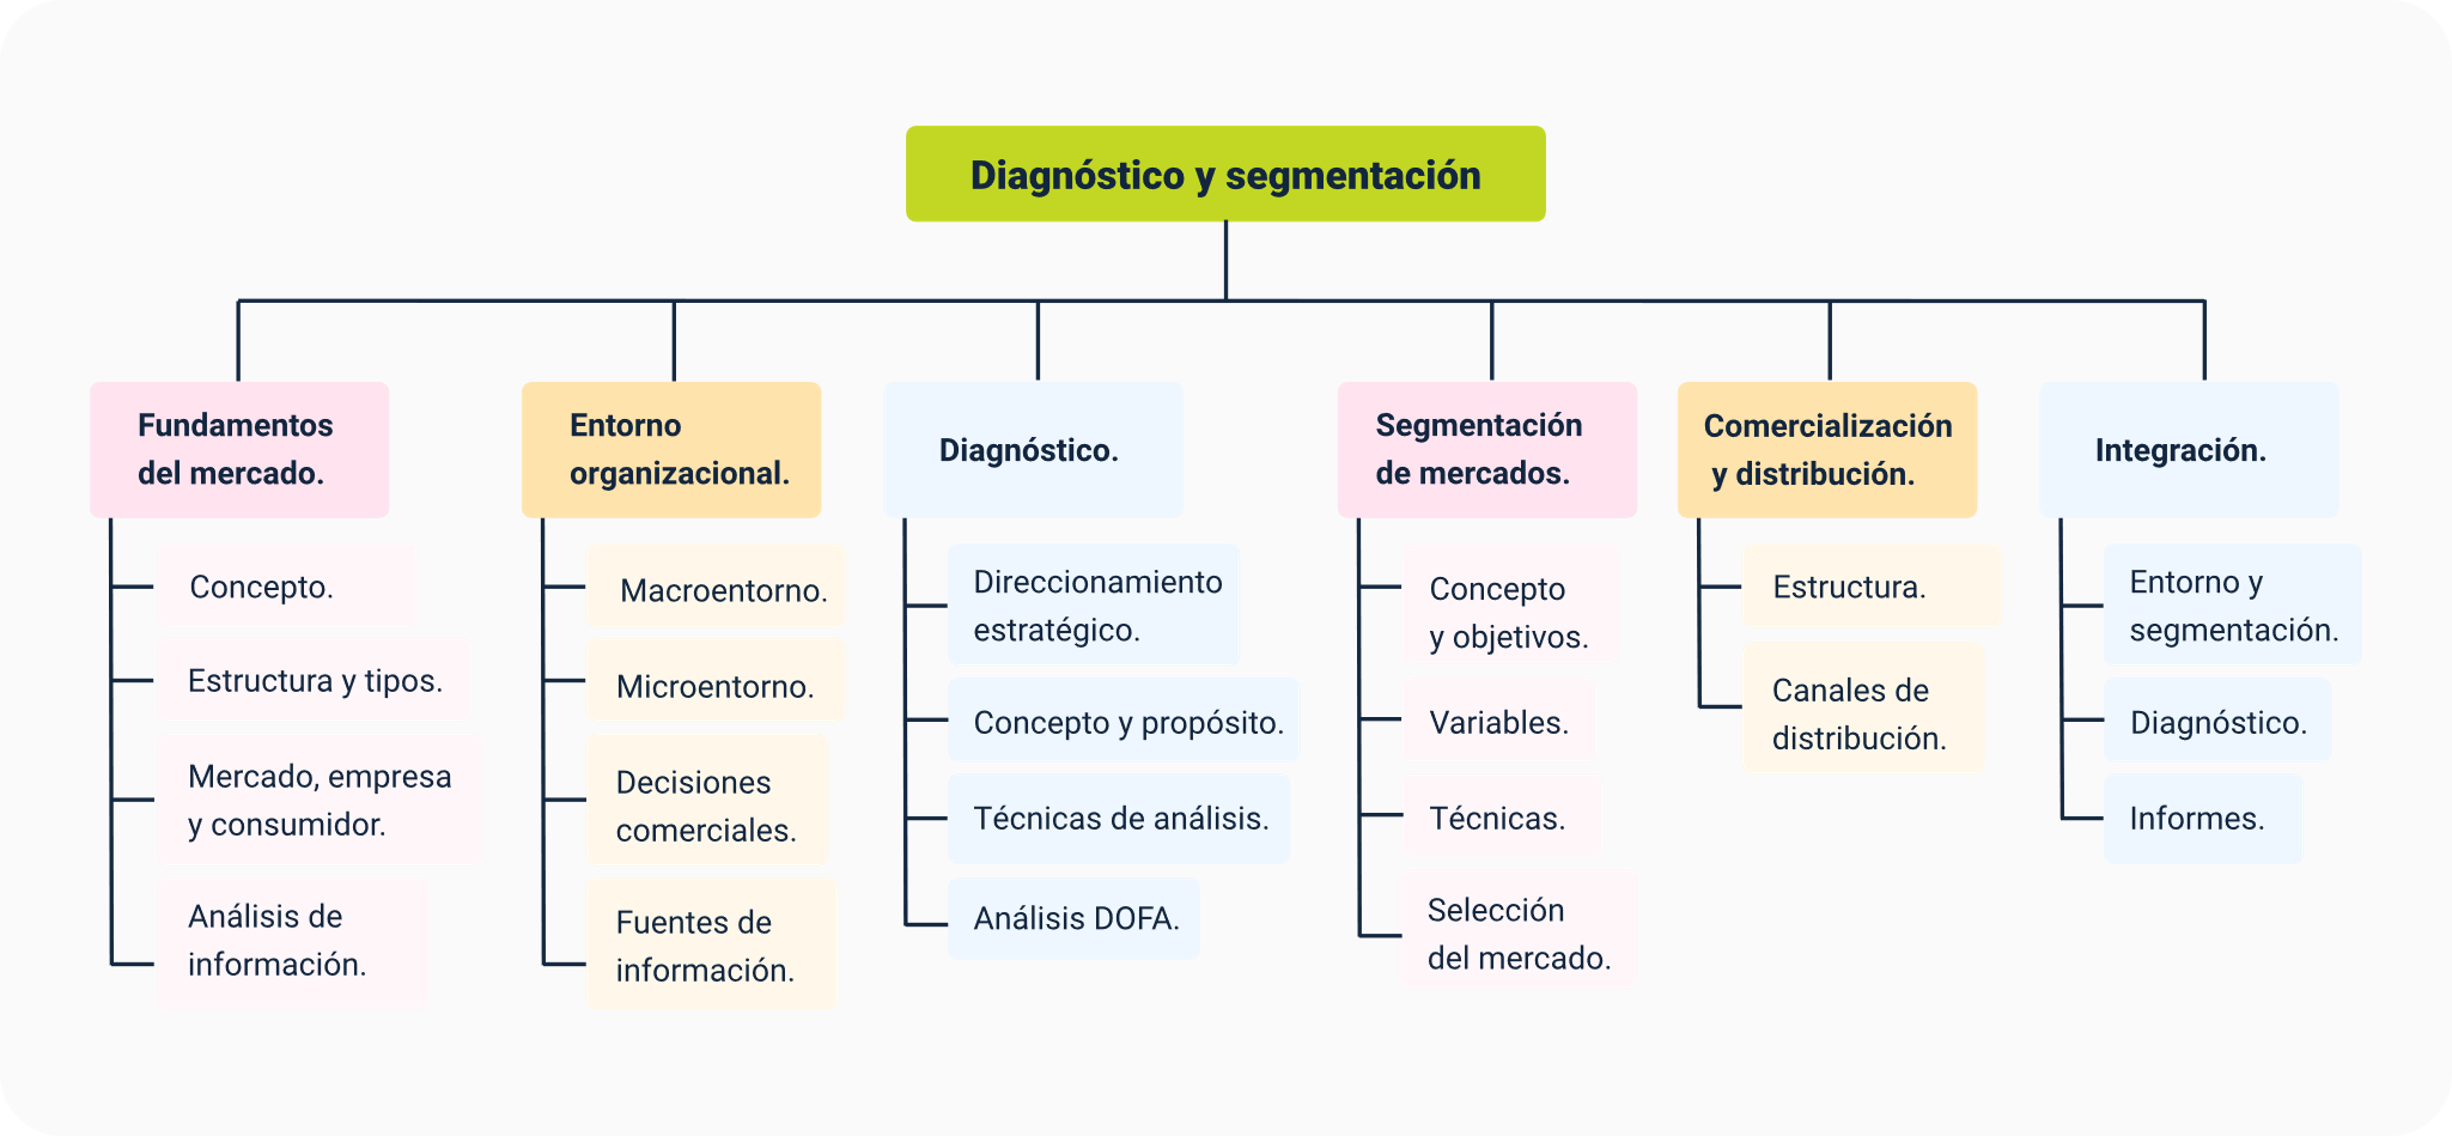 Diagnóstico y segmentación
Fundamentos
del mercado.
Concepto.
Estructura y tipos.
Mercado, empresa
y consumidor.
Análisis de
información.
Entorno
organizacional.
Macroentorno.
Microentorno.
Decisiones
comerciales.
Fuentes de
información.
Diagnóstico.
Direccionamiento
estratégico.
Concepto y propósito.
Técnicas de análisis.
Análisis DOFA.
Segmentación
de mercados.
Concepto
y objetivos.
Variables.
Técnicas.
Selección
del mercado.
Comercialización
y distribución.
Estructura.
Canales de
distribución.
Integración.
Entorno y
segmentación.
Diagnóstico.
Informes.